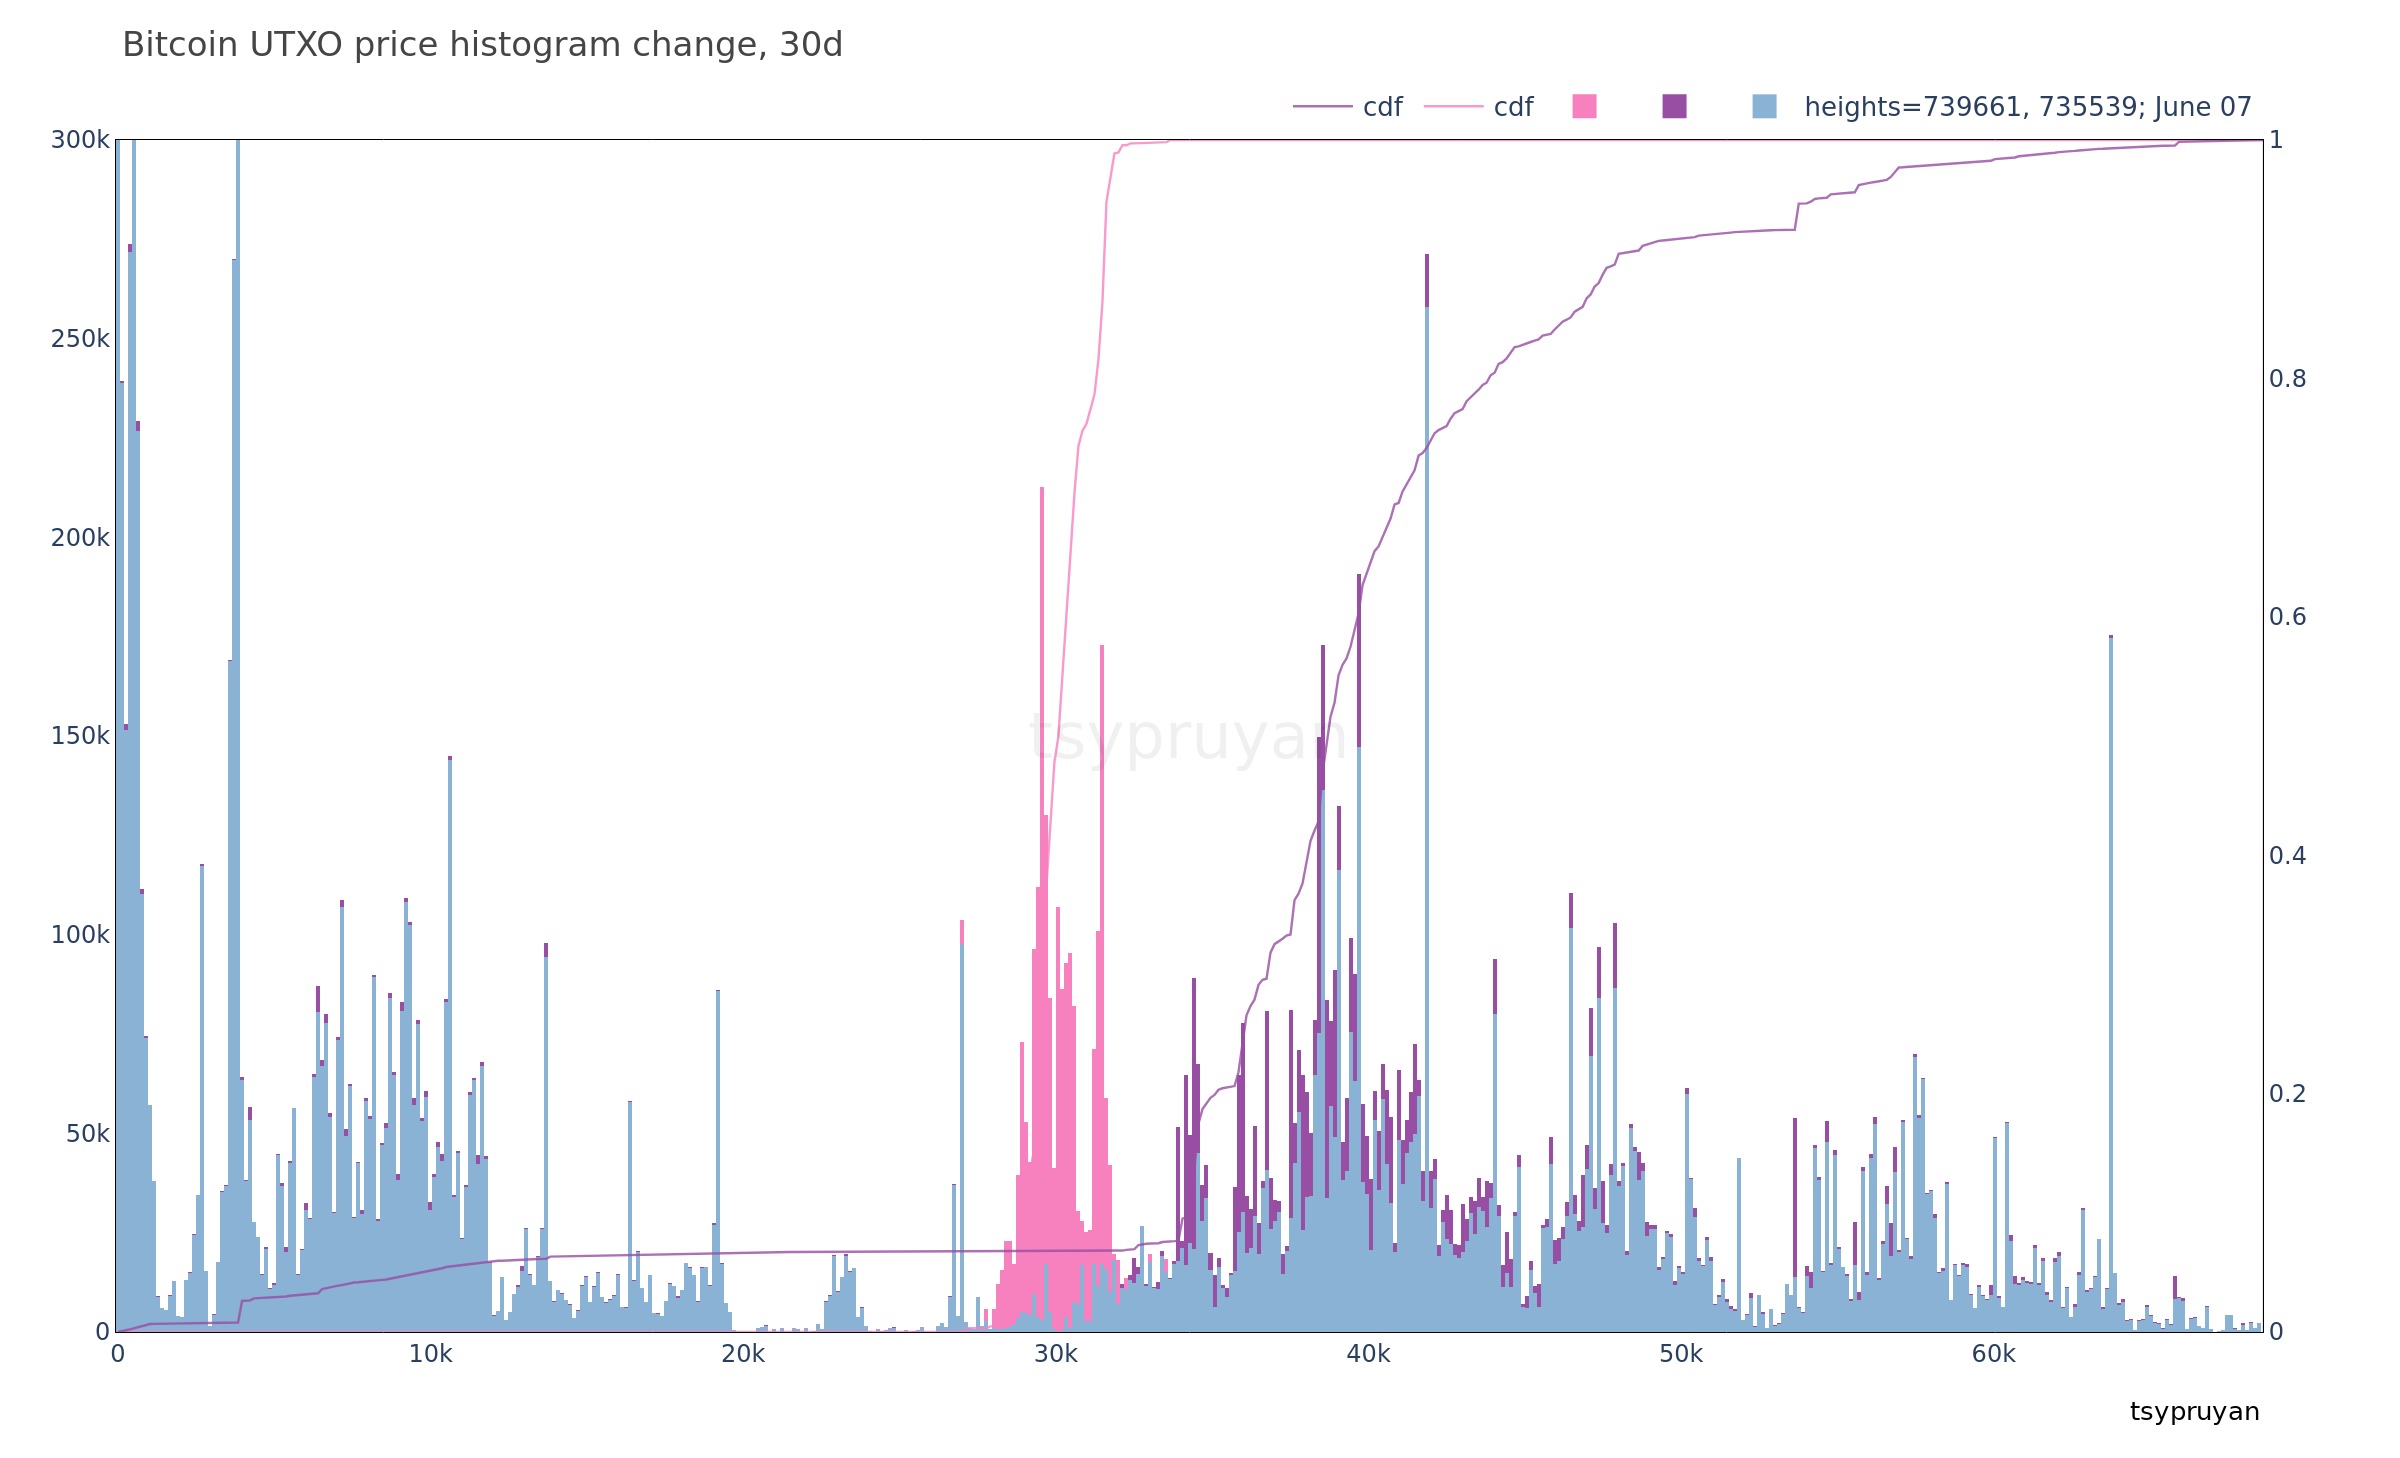 Bitcoin UTXO price histogram change, 30d
cdf cdf heights=739661, 735539; June 07
300k
250k
200k
150k
100k
50k
0
1
0.8
0.6
0.4
0.2
0
tsypruyan
0 10k 20k 30k 40k 50k 60k
tsypruyan